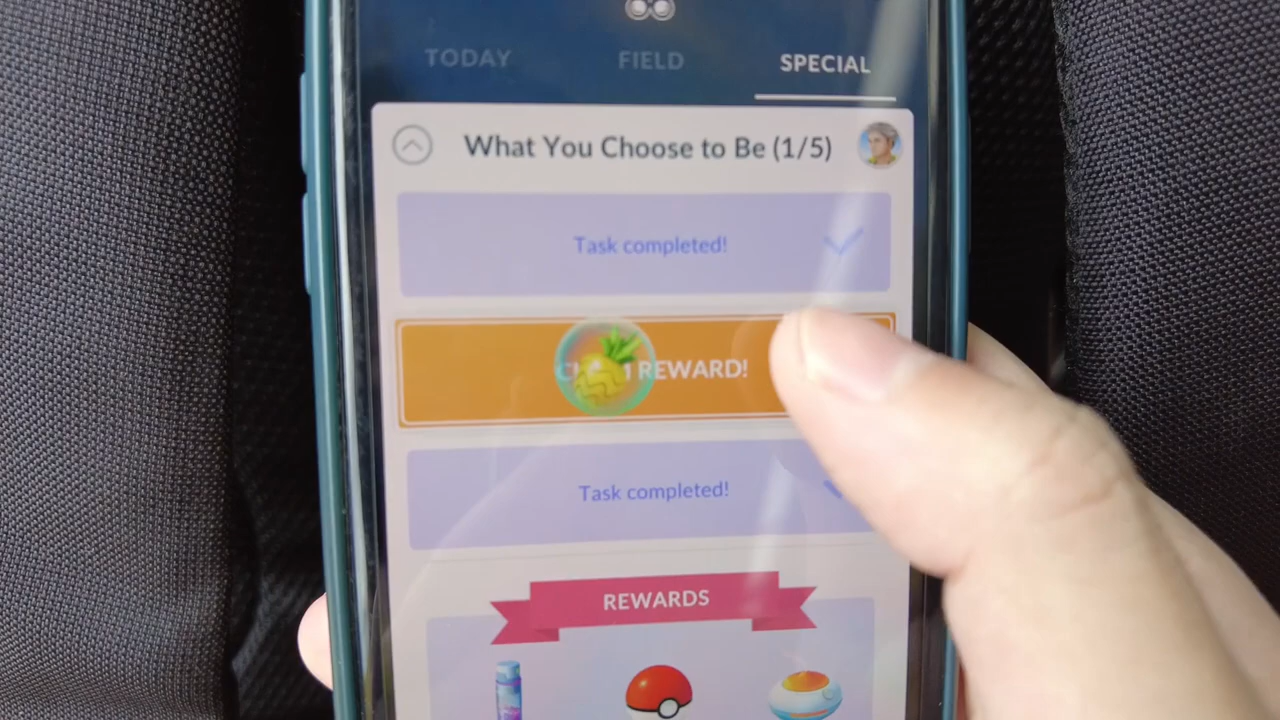 TODAY
FIELD
SPECIAL
What You Choose to Be (1/5)
Task completed!
REWARD!
Task completed!
REWARDS